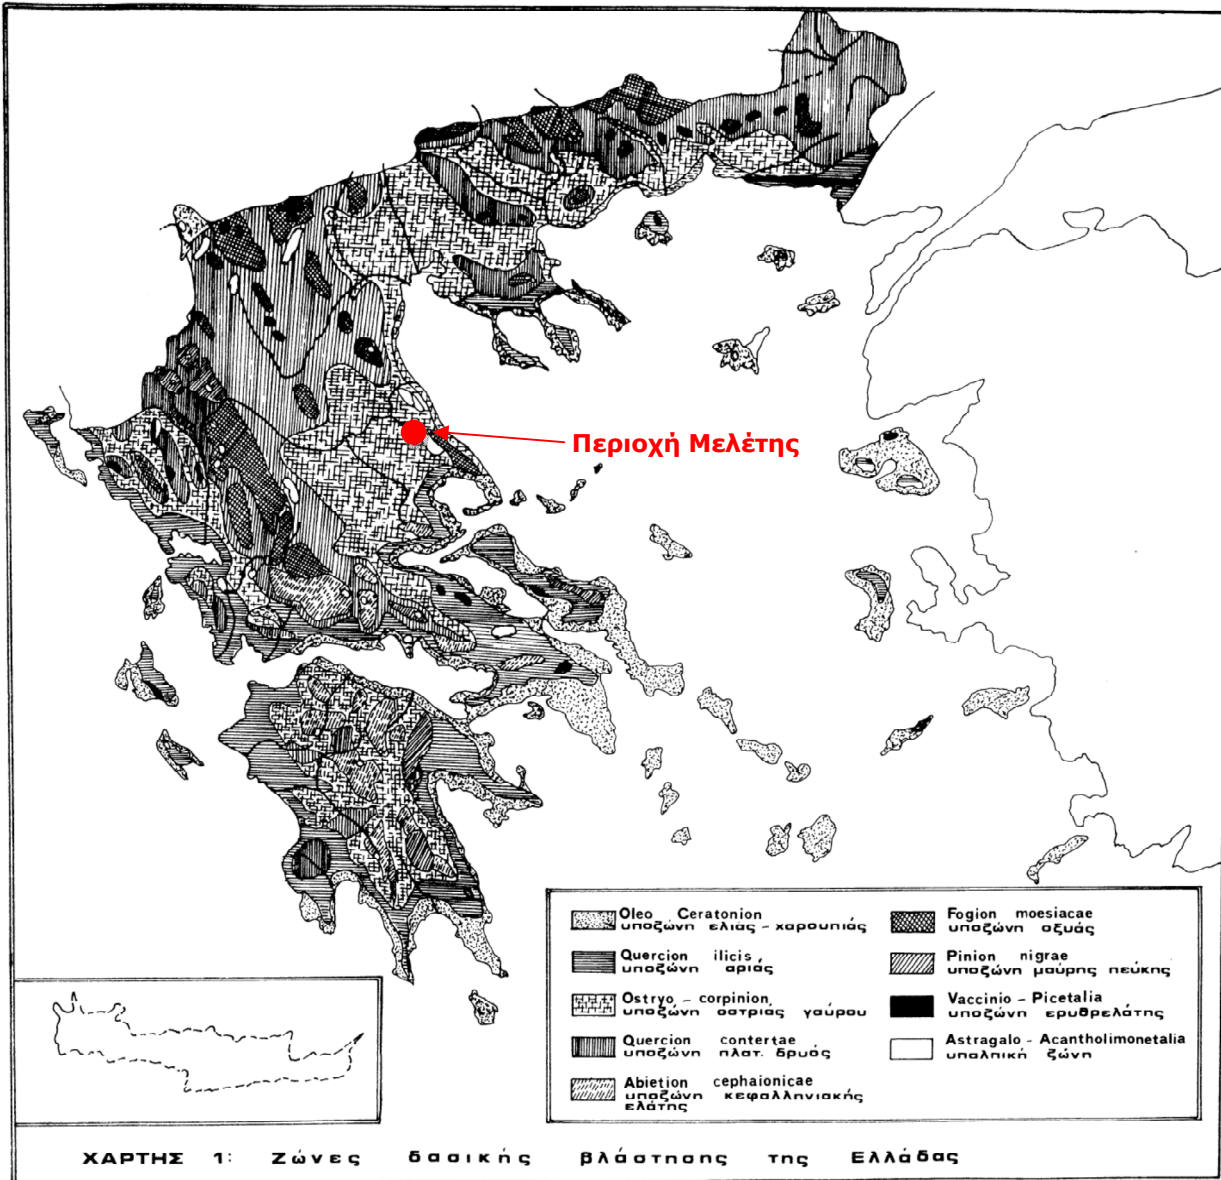 Περιοχή Μελέτης
Oleo Ceratonion
υποζώνη ελιάς - χαρουπιάς
Quercion ilicis
υποζώνη αριάς
Ostryo - corpinion
υποζώνη οστριάς γαύρου
Quercion contertae
υποζώνη πλατ. δρυός
Abietion cephaionicae
υποζώνη κεφαλληνιακής
ελάτης
Fogion moesiacae
υποζώνη οξυάς
Pinion nigrae
υποζώνη μαύρης πεύκης
Vaccinio - Picetalia
υποζώνη ερυθρελάτης
Astragalo - Acantholimonetalia
υπαλπική ζώνη
ΧΑΡΤΗΣ 1: Ζώνες δασικής βλάστησης της Ελλάδας